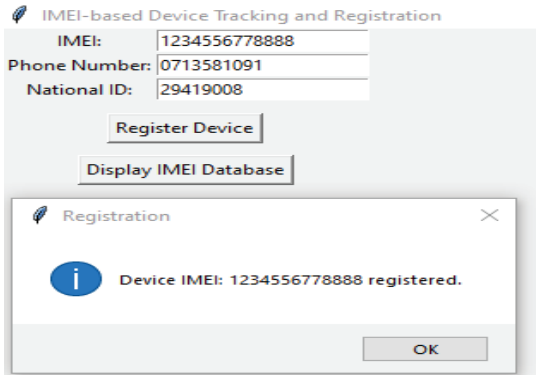 IMEI-based Device Tracking and Registration
IMEI: 1234556778888
Phone Number: 0713581091
National ID: 29419008
Register Device
Display IMEI Database
Registration
Device IMEI: 1234556778888 registered.
OK